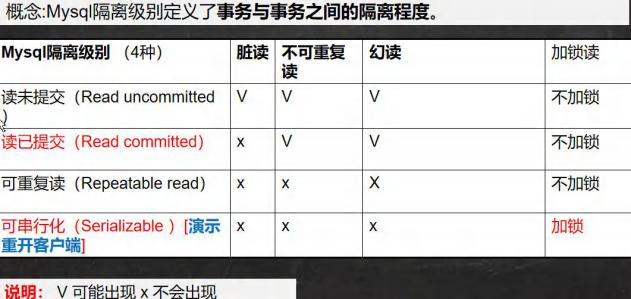 概念:Mysql隔离级别定义了事务与事务之间的隔离程度。
Mysql隔离级别 （4种） 脏读 不可重复读 幻读 加锁读
读未提交（Read uncommitted） V V V 不加锁
读已提交（Read committed） x V V 不加锁
可重复读（Repeatable read） x x X 不加锁
可串行化（Serializable ）[演示重开客户端] x x x 加锁
说明： V 可能出现 x 不会出现